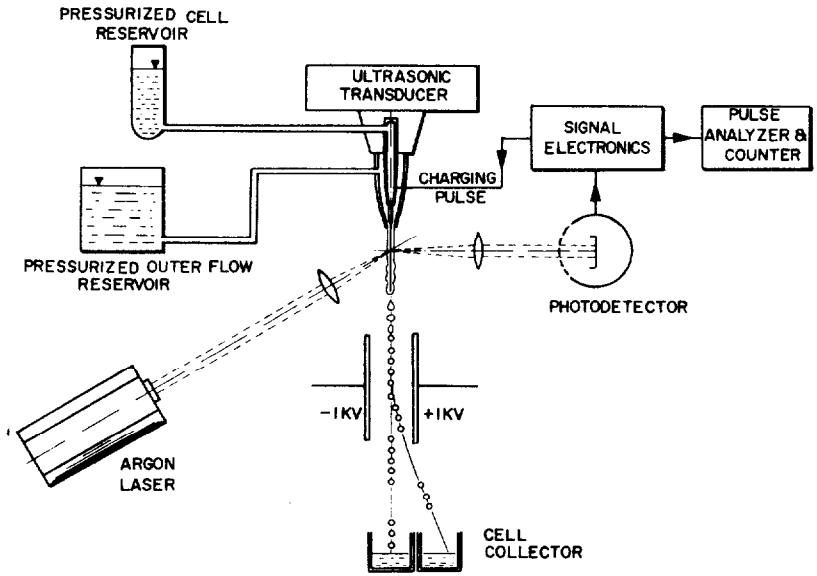 PRESSURIZED CELL
RESERVOIR
ULTRASONIC
TRANSDUCER
SIGNAL
ELECTRONICS
PULSE
ANALYZER &
COUNTER
CHARGING
PULSE
PRESSURIZED OUTER FLOW
RESERVOIR
PHOTODETECTOR
-1KV
+1KV
ARGON
LASER
CELL
COLLECTOR